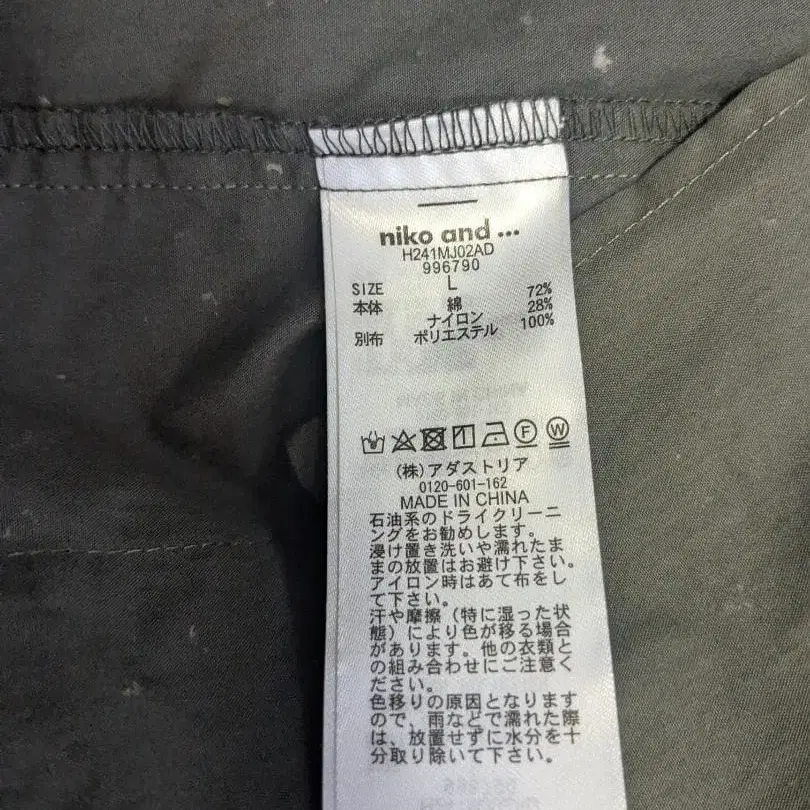 niko and ...
H241MJ02AD
996790
SIZE L
本体 綿 72%
ナイロン 28%
別布 ポリエステル 100%
(株)アダストリア
0120-601-162
MADE IN CHINA
石油系のドライクリーニ
ングをお勧めします。
浸け置き洗いや濡れたま
まの放置はお避け下さい。
アイロン時はあて布をし
て下さい。
汗や摩擦(特に湿った状
態)により色が移る場合
があります。他の衣類と
の組み合わせにご注意く
ださい。
色移りの原因となります
ので、雨などで濡れた際
は、放置せずに水分を十
分取り除いて下さい。